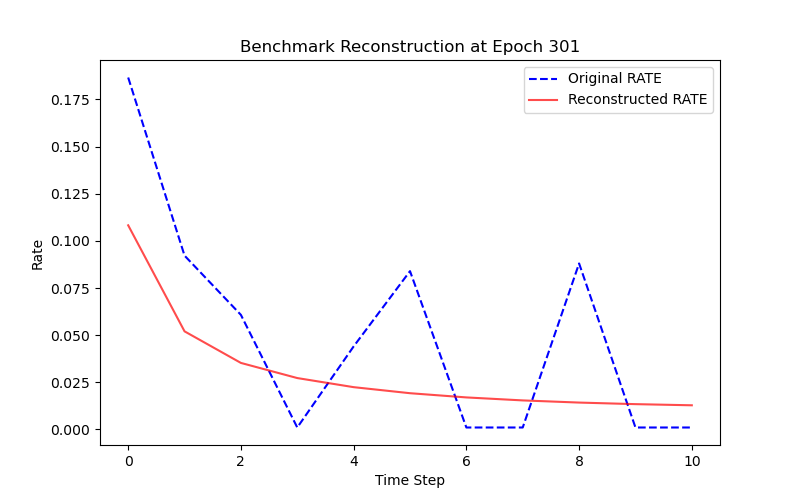 Benchmark Reconstruction at Epoch 301
Original RATE
Reconstructed RATE
Rate
0.175
0.150
0.125
0.100
0.075
0.050
0.025
0.000
0 2 4 6 8 10
Time Step